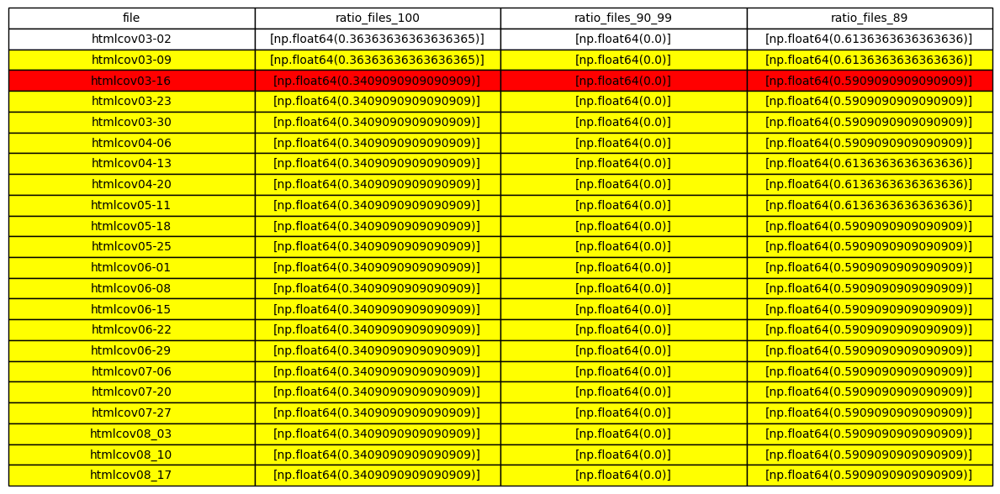 file ratio_files_100 ratio_files_90_99 ratio_files_89
htmlcov03-02 [np.float64(0.36363636363636365)] [np.float64(0.0)] [np.float64(0.6136363636363636)]
htmlcov03-09 [np.float64(0.36363636363636365)] [np.float64(0.0)] [np.float64(0.6136363636363636)]
htmlcov03-16 [np.float64(0.3409090909090909)] [np.float64(0.0)] [np.float64(0.5909090909090909)]
htmlcov03-23 [np.float64(0.3409090909090909)] [np.float64(0.0)] [np.float64(0.5909090909090909)]
htmlcov03-30 [np.float64(0.3409090909090909)] [np.float64(0.0)] [np.float64(0.5909090909090909)]
htmlcov04-06 [np.float64(0.3409090909090909)] [np.float64(0.0)] [np.float64(0.5909090909090909)]
htmlcov04-13 [np.float64(0.3409090909090909)] [np.float64(0.0)] [np.float64(0.6136363636363636)]
htmlcov04-20 [np.float64(0.3409090909090909)] [np.float64(0.0)] [np.float64(0.6136363636363636)]
htmlcov05-11 [np.float64(0.3409090909090909)] [np.float64(0.0)] [np.float64(0.6136363636363636)]
htmlcov05-18 [np.float64(0.3409090909090909)] [np.float64(0.0)] [np.float64(0.5909090909090909)]
htmlcov05-25 [np.float64(0.3409090909090909)] [np.float64(0.0)] [np.float64(0.5909090909090909)]
htmlcov06-01 [np.float64(0.3409090909090909)] [np.float64(0.0)] [np.float64(0.5909090909090909)]
htmlcov06-08 [np.float64(0.3409090909090909)] [np.float64(0.0)] [np.float64(0.5909090909090909)]
htmlcov06-15 [np.float64(0.3409090909090909)] [np.float64(0.0)] [np.float64(0.5909090909090909)]
htmlcov06-22 [np.float64(0.3409090909090909)] [np.float64(0.0)] [np.float64(0.5909090909090909)]
htmlcov06-29 [np.float64(0.3409090909090909)] [np.float64(0.0)] [np.float64(0.5909090909090909)]
htmlcov07-06 [np.float64(0.3409090909090909)] [np.float64(0.0)] [np.float64(0.5909090909090909)]
htmlcov07-20 [np.float64(0.3409090909090909)] [np.float64(0.0)] [np.float64(0.5909090909090909)]
htmlcov07-27 [np.float64(0.3409090909090909)] [np.float64(0.0)] [np.float64(0.5909090909090909)]
htmlcov08_03 [np.float64(0.3409090909090909)] [np.float64(0.0)] [np.float64(0.5909090909090909)]
htmlcov08_10 [np.float64(0.3409090909090909)] [np.float64(0.0)] [np.float64(0.5909090909090909)]
htmlcov08_17 [np.float64(0.3409090909090909)] [np.float64(0.0)] [np.float64(0.5909090909090909)]